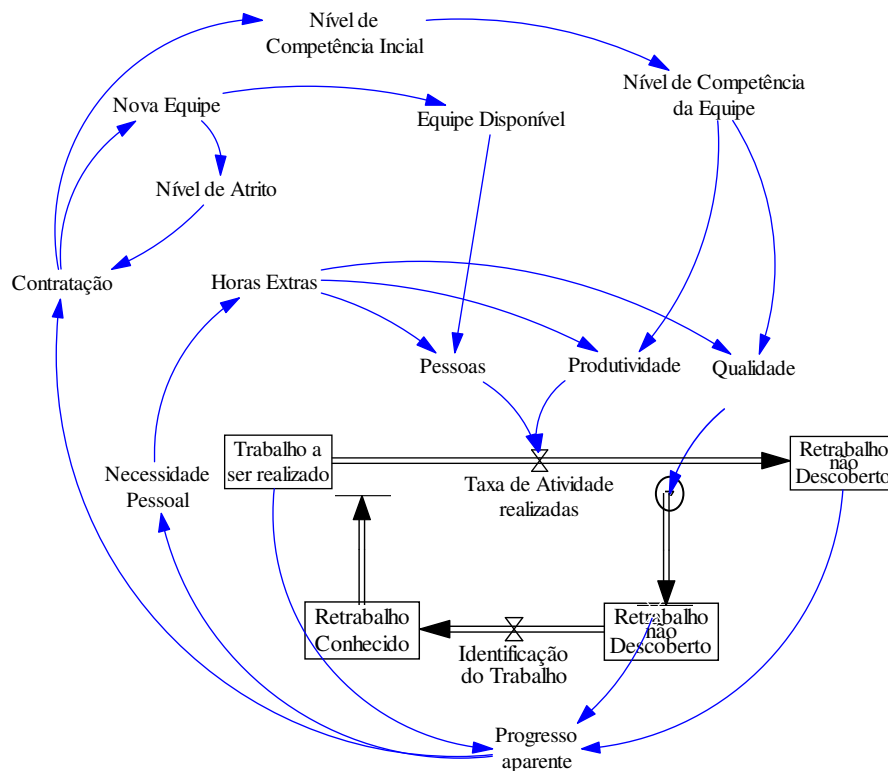 Nível de
Competência Incial
Nível de Competência
da Equipe
Nova Equipe
Equipe Disponível
Nível de Atrito
Contratação
Horas Extras
Pessoas
Produtividade
Qualidade
Necessidade
Pessoal
Trabalho a
ser realizado
Taxa de Atividade
realizadas
Retrabalho
não
Descoberto
Retrabalho
Conhecido
Identificação
do Trabalho
Retrabalho
não
Descoberto
Progresso
aparente